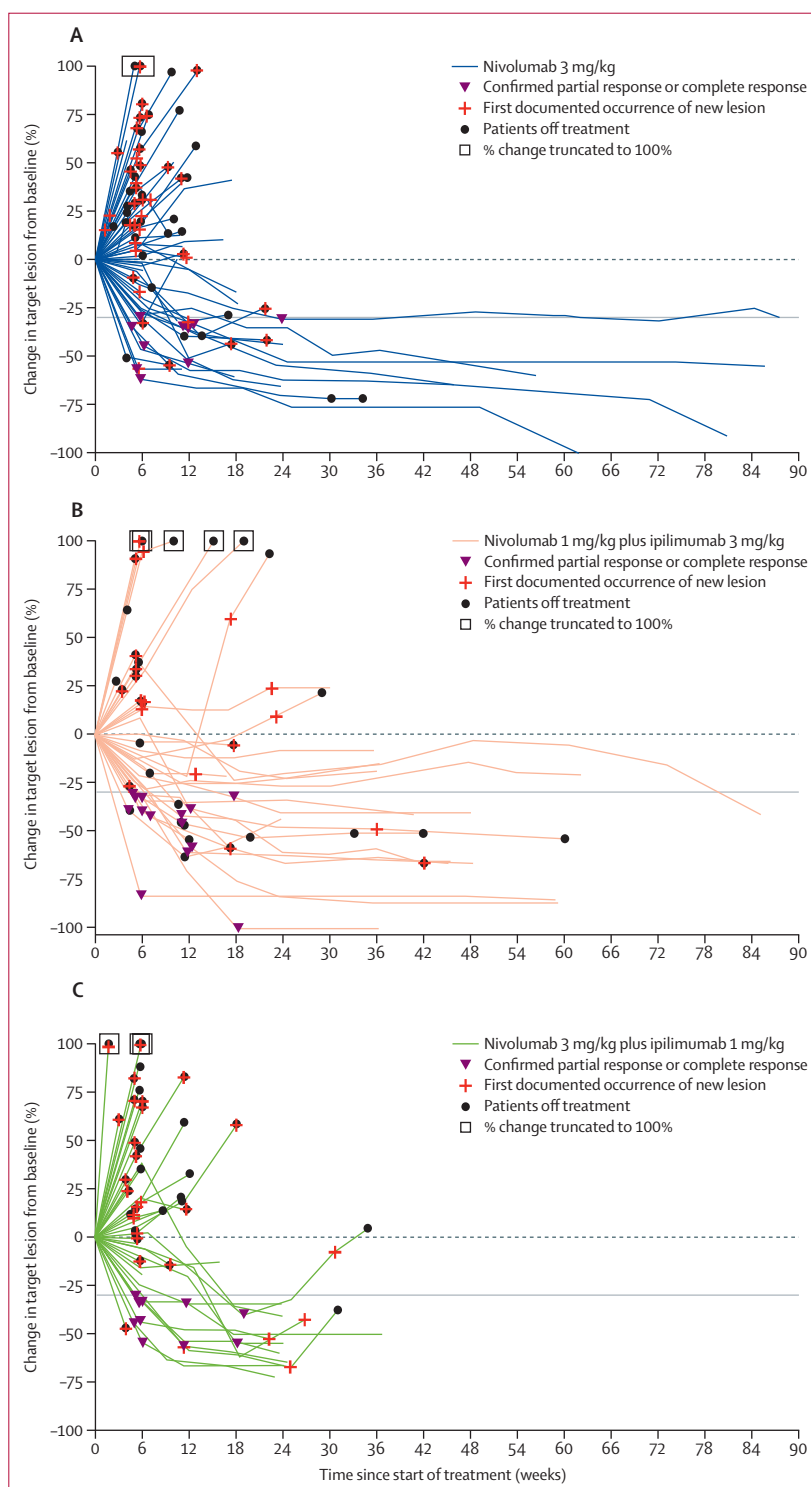 A
100
75
50
25
0
−25
−50
−75
−100
Change in target lesion from baseline (%)
Nivolumab 3 mg/kg
Confirmed partial response or complete response
First documented occurrence of new lesion
Patients off treatment
% change truncated to 100%
0 6 12 18 24 30 36 42 48 54 60 66 72 78 84 90
B
100
75
50
25
0
−25
−50
−75
−100
Change in target lesion from baseline (%)
Nivolumab 1 mg/kg plus ipilimumab 3 mg/kg
Confirmed partial response or complete response
First documented occurrence of new lesion
Patients off treatment
% change truncated to 100%
0 6 12 18 24 30 36 42 48 54 60 66 72 78 84 90
C
100
75
50
25
0
−25
−50
−75
−100
Change in target lesion from baseline (%)
Nivolumab 3 mg/kg plus ipilimumab 1 mg/kg
Confirmed partial response or complete response
First documented occurrence of new lesion
Patients off treatment
% change truncated to 100%
0 6 12 18 24 30 36 42 48 54 60 66 72 78 84 90
Time since start of treatment (weeks)